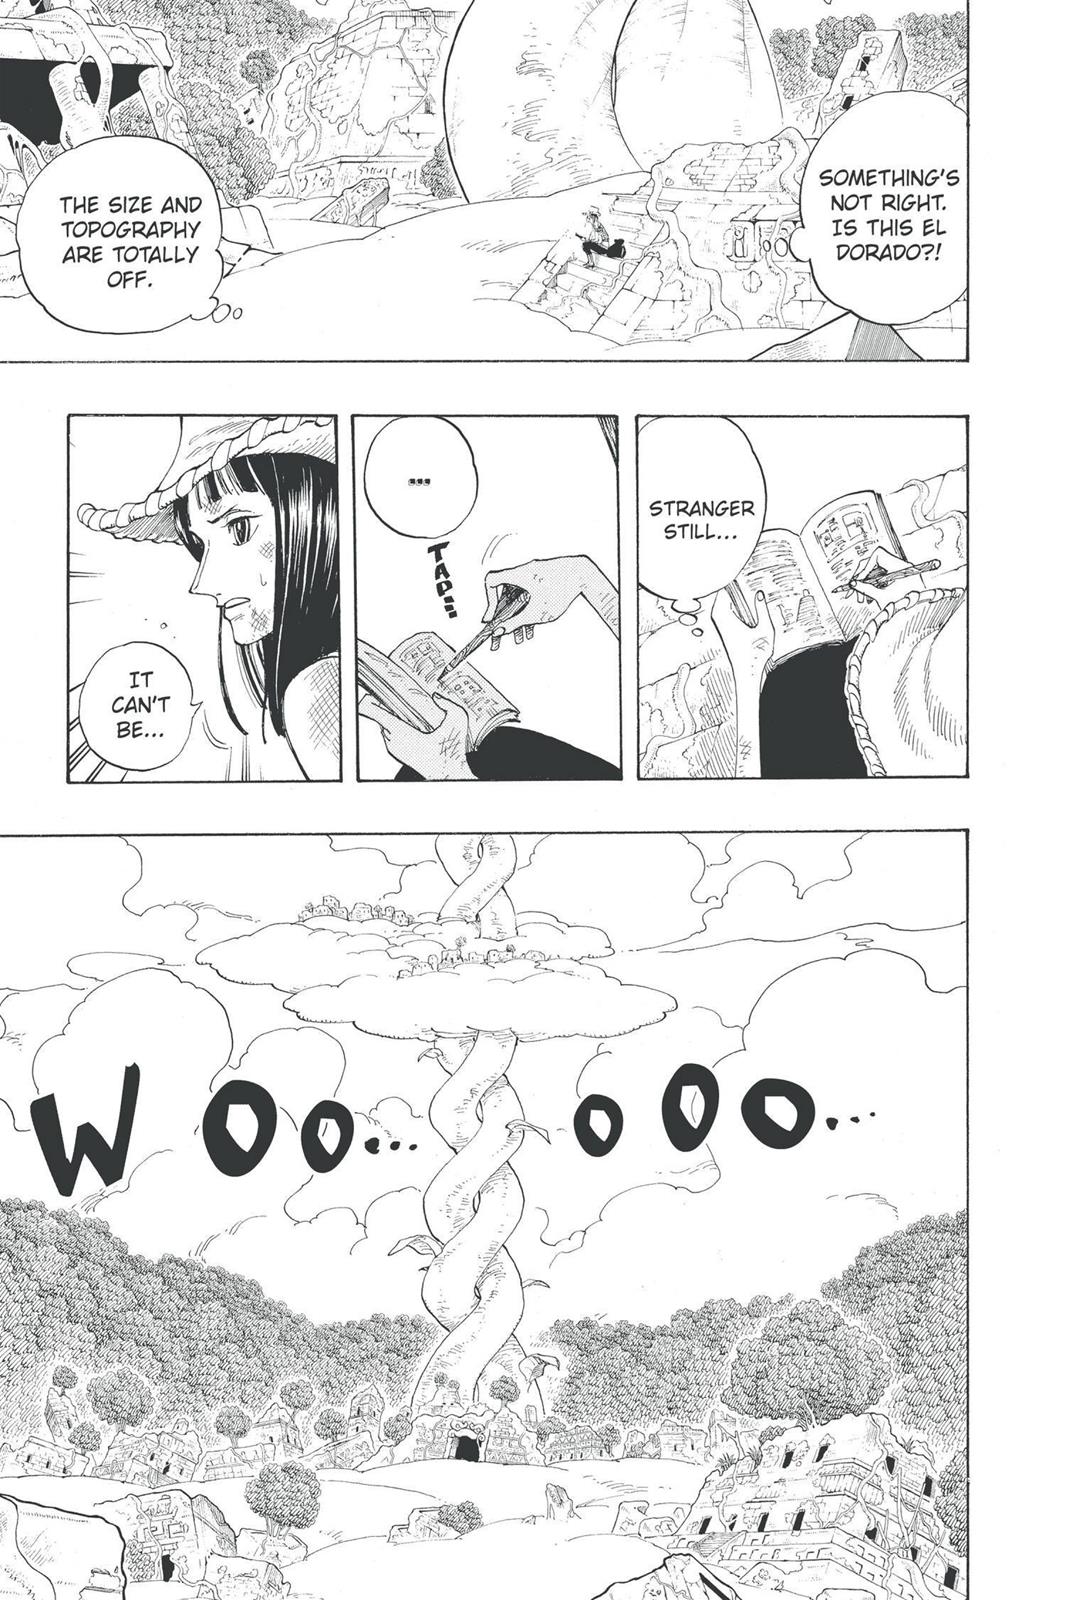 SOMETHING'S
NOT RIGHT.
IS THIS EL
DORADO?!
THE SIZE AND
TOPOGRAPHY
ARE TOTALLY
OFF.
STRANGER
STILL...
...
TAP!!
IT
CAN'T
BE...
WOO... OOO...